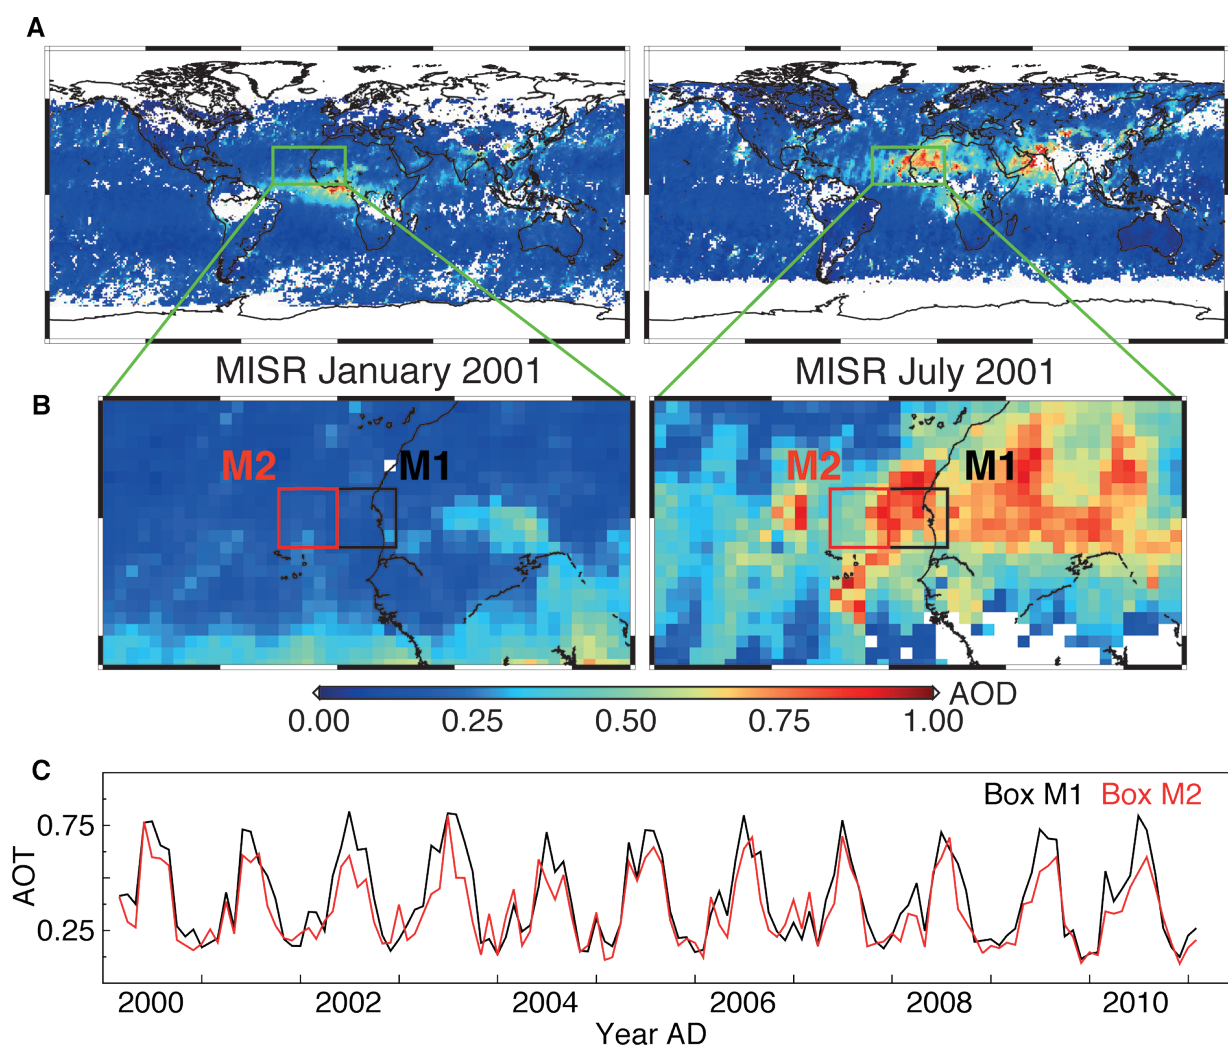 A
MISR January 2001
MISR July 2001
B
M2
M1
M2
M1
AOD
0.00
0.25
0.50
0.75
1.00
C
Box M1 Box M2
0.75
AOT
0.25
2000
2002
2004
2006
2008
2010
Year AD